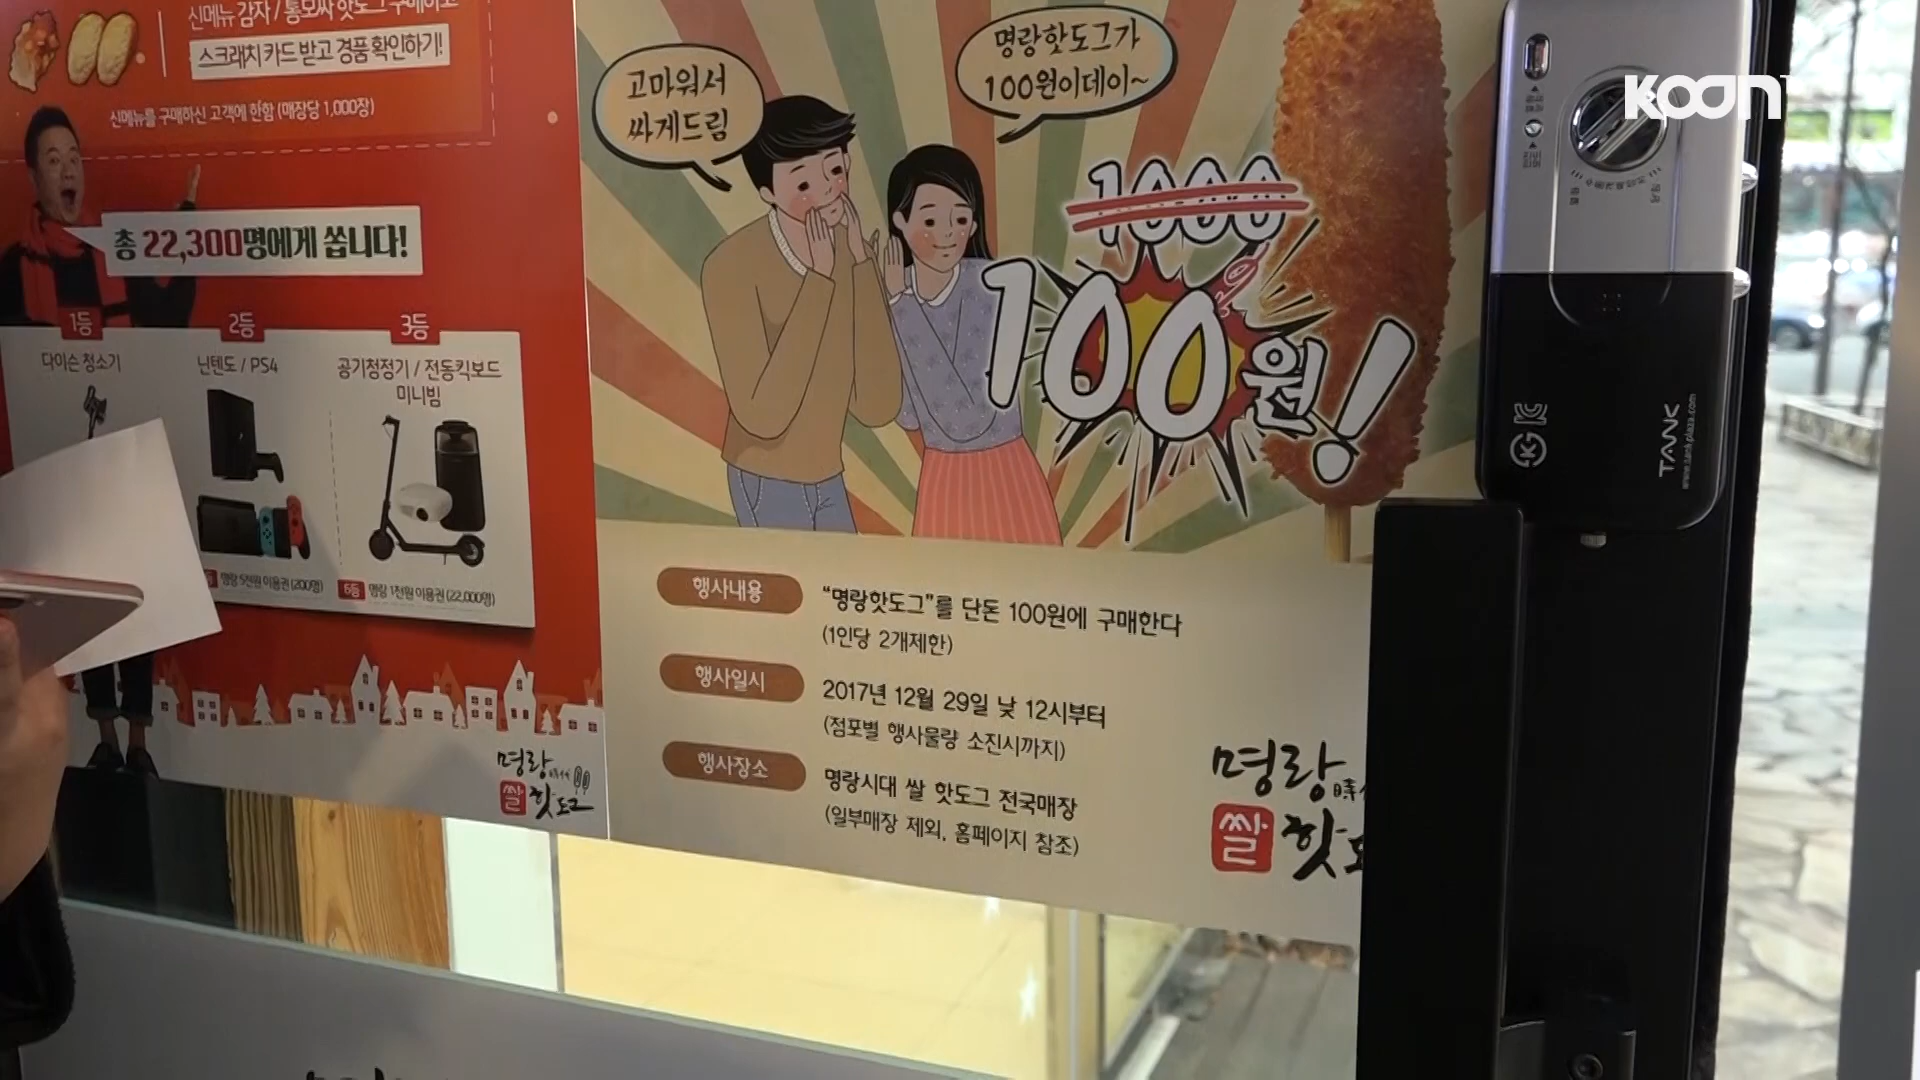 신메뉴 감자 / 통모짜 핫도그 구매하고
스크래치 카드 받고 경품 확인하기!
신메뉴를 구매하신 고객에 한함 (매장당 1,000장)
총 22,300명에게 쏩니다!
1등
다이슨 청소기
2등
닌텐도 / PS4
3등
공기청정기 / 전동킥보드
미니빔
명랑 5천원 이용권 (200명)
6등 명랑 1천원 이용권 (22,000명)
명랑
쌀 핫도그
고마워서
싸게드림
명랑핫도그가
100원이데이~
1000
100원!
행사내용
"명랑핫도그"를 단돈 100원에 구매한다
(1인당 2개제한)
행사일시
2017년 12월 29일 낮 12시부터
(점포별 행사물량 소진시까지)
행사장소
명랑시대 쌀 핫도그 전국매장
(일부매장 제외, 홈페이지 참조)
명랑時
쌀 핫도
TANK
www.tankplaza.com
KOON